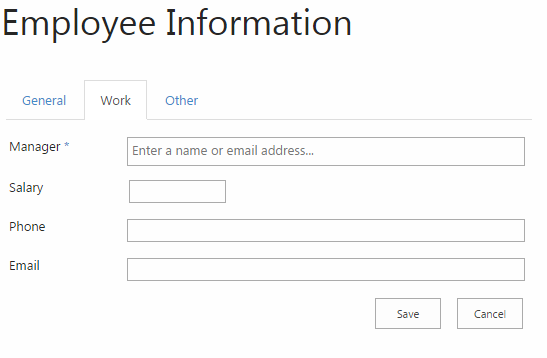 Employee Information
General Work Other
Manager * Enter a name or email address...
Salary
Phone
Email
Save Cancel